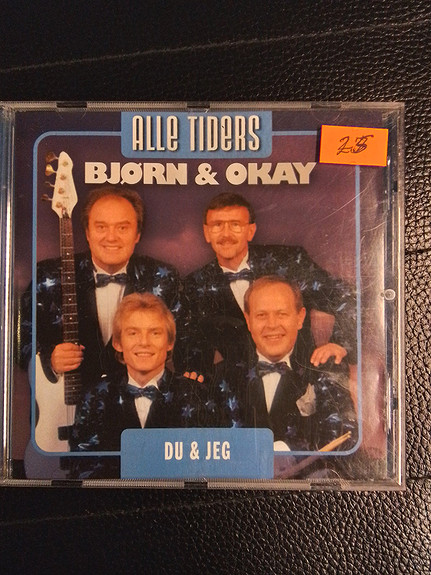 ALLE TIDERS
BJØRN & OKAY
DU & JEG